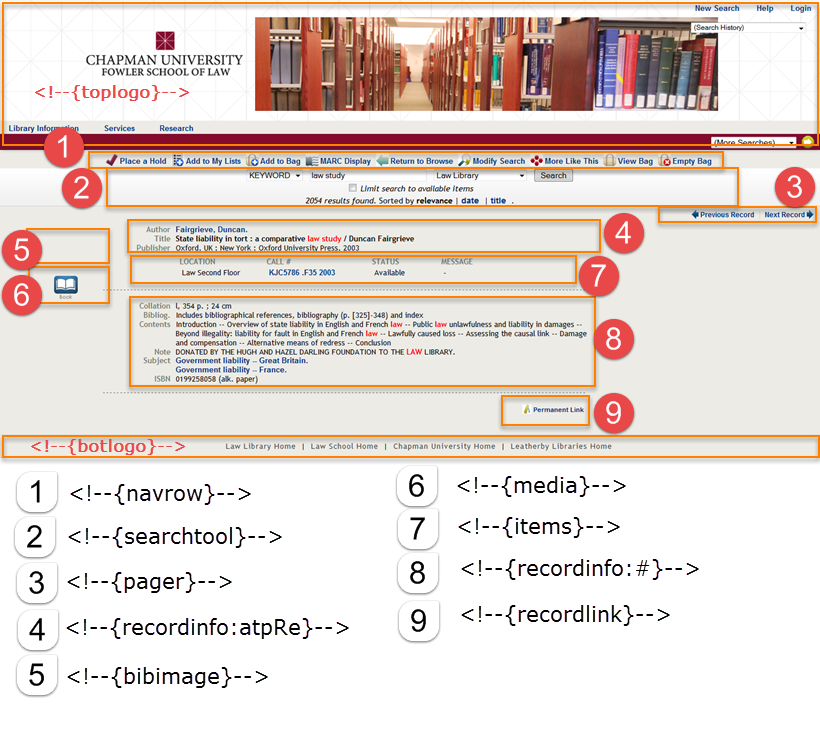 New Search Help Login
(Search History)
CHAPMAN UNIVERSITY
FOWLER SCHOOL OF LAW
<!--{toplogo}-->
Library Information Services Research
(More Searches)
1
Place a Hold Add to My Lists Add to Bag MARC Display Return to Browse Modify Search More Like This View Bag Empty Bag
2
KEYWORD law study Law Library Search
Limit search to available items
2054 results found. Sorted by relevance | date | title .
3
Previous Record Next Record
4
Author Fairgrieve, Duncan.
Title State liability in tort : a comparative law study / Duncan Fairgrieve
Publisher Oxford, UK ; New York : Oxford University Press, 2003
5
LOCATION CALL # STATUS MESSAGE
Law Second Floor KJC5786 .F35 2003 Available -
7
6
Book
Collation l, 354 p. ; 24 cm
Bibliog. Includes bibliographical references, bibliography (p. [325]-348) and index
Contents Introduction -- Overview of state liability in English and French law -- Public law unlawfulness and liability in damages --
Beyond illegality: liability for fault in English and French law -- Lawfully caused loss -- Assessing the causal link -- Damage
and compensation -- Alternative means of redress -- Conclusion
8
Note DONATED BY THE HUGH AND HAZEL DARLING FOUNDATION TO THE LAW LIBRARY.
Subject Government liability -- Great Britain.
Government liability -- France.
ISBN 0199258058 (alk. paper)
Permanent Link
9
<!--{botlogo}-->
Law Library Home | Law School Home | Chapman University Home | Leatherby Libraries Home
1 <!--{navrow}-->
2 <!--{searchtool}-->
3 <!--{pager}-->
4 <!--{recordinfo:atpRe}-->
5 <!--{bibimage}-->
6 <!--{media}-->
7 <!--{items}-->
8 <!--{recordinfo:#}-->
9 <!--{recordlink}-->